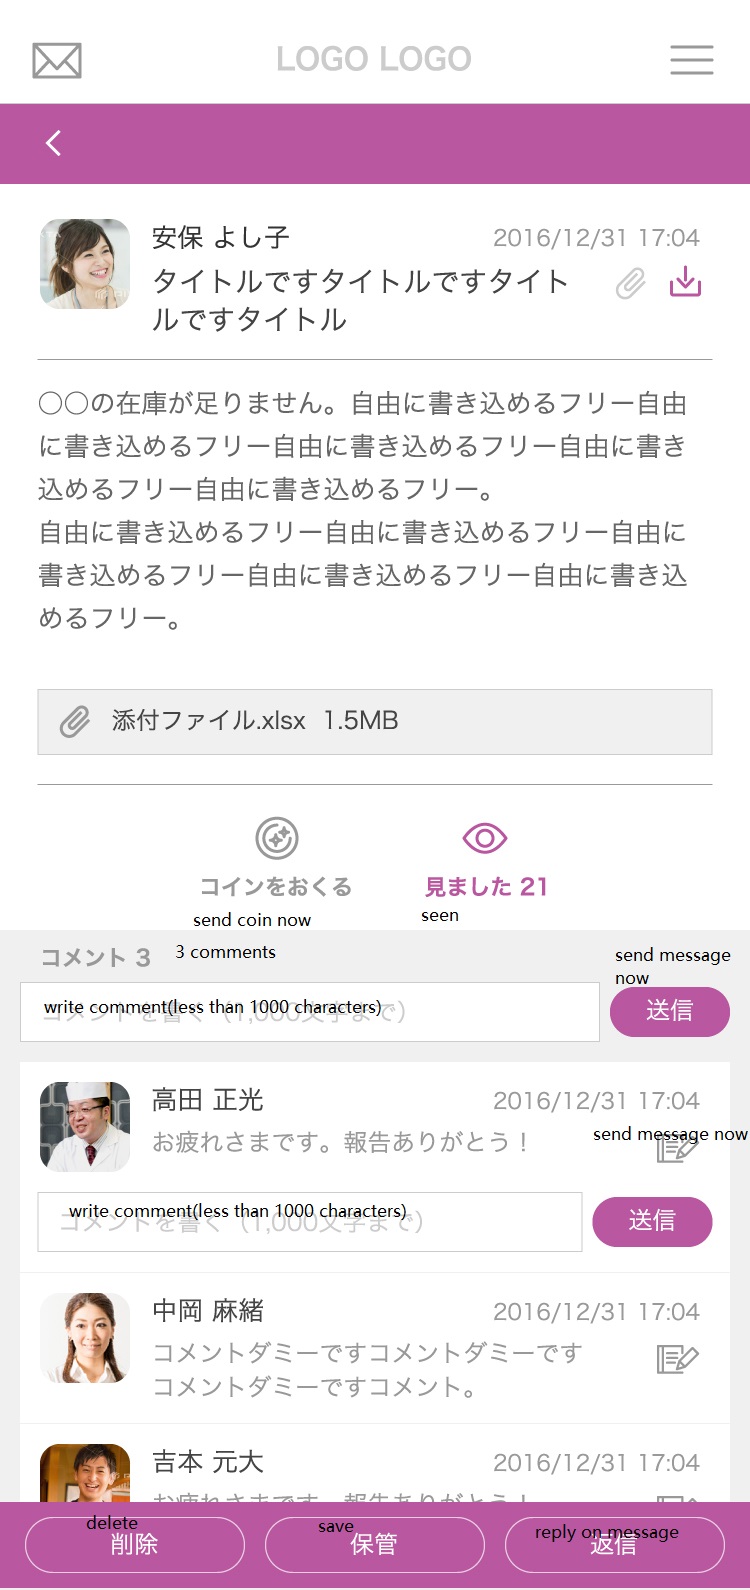 LOGO LOGO
安保 よし子
2016/12/31 17:04
タイトルですタイトルですタイト
ルですタイトル
〇〇の在庫が足りません。自由に書き込めるフリー自由
に書き込めるフリー自由に書き込めるフリー自由に書き
込めるフリー自由に書き込めるフリー。
自由に書き込めるフリー自由に書き込めるフリー自由に
書き込めるフリー自由に書き込めるフリー自由に書き込
めるフリー。
添付ファイル.xlsx 1.5MB
コインをおくる
見ました 21
send coin now
seen
コメント 3
3 comments
send message
now
write comment(less than 1000 characters)
コメントを書く（1,000文字まで）
送信
高田 正光
2016/12/31 17:04
お疲れさまです。報告ありがとう！
send message now
write comment(less than 1000 characters)
コメントを書く（1,000文字まで）
送信
中岡 麻緒
2016/12/31 17:04
コメントダミーですコメントダミーです
コメントダミーですコメント。
吉本 元大
2016/12/31 17:04
お疲れさまです。報告ありがとう！
delete
save
reply on message
削除
保管
返信